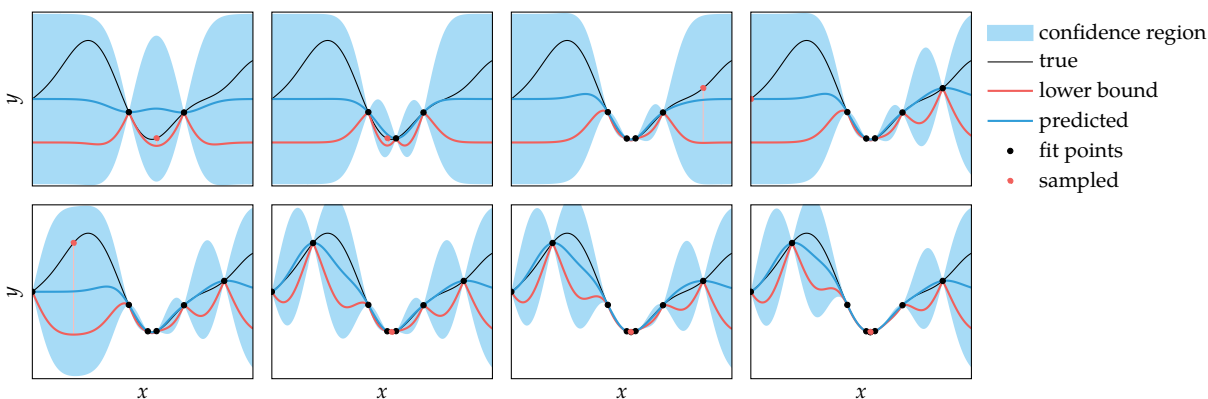 y
confidence region
true
lower bound
predicted
fit points
sampled
y
x
x
x
x